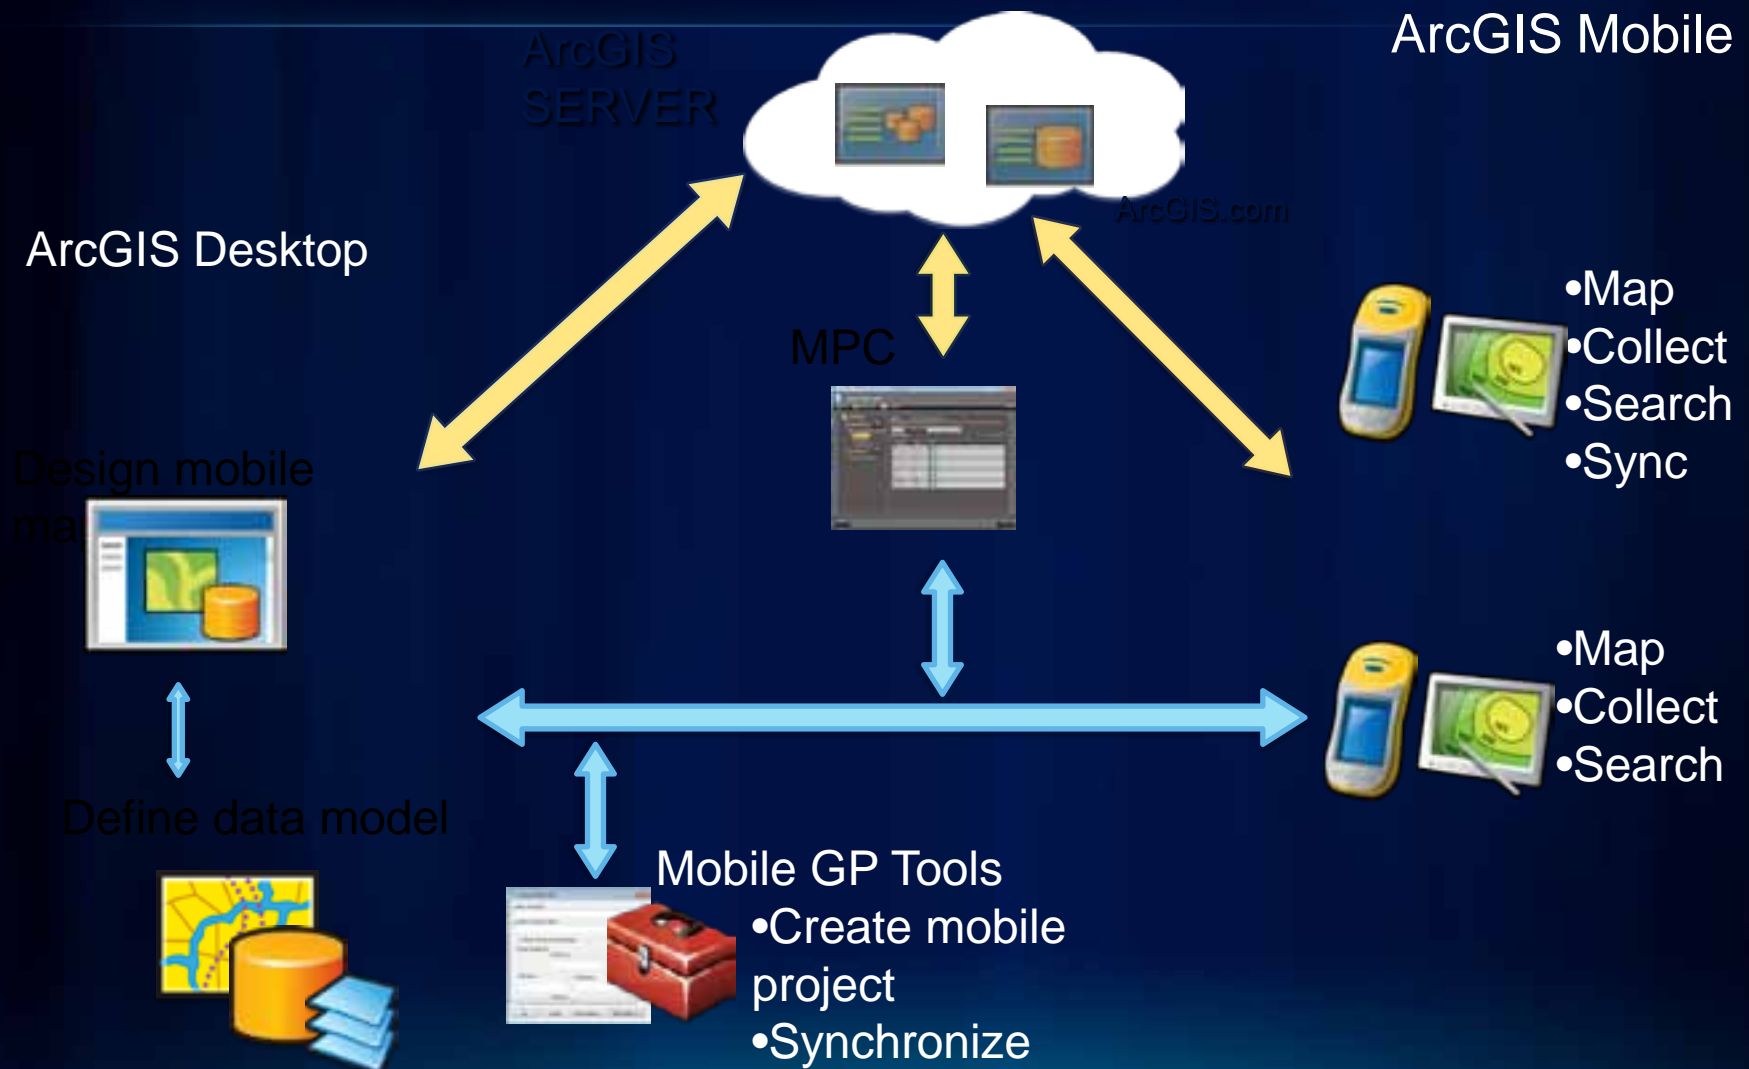 ArcGIS Mobile
ArcGIS
SERVER
ArcGIS.com
ArcGIS Desktop
MPC
•Map
•Collect
•Search
•Sync
Design mobile
•Map
•Collect
•Search
Define data model
Mobile GP Tools
•Create mobile
project
•Synchronize